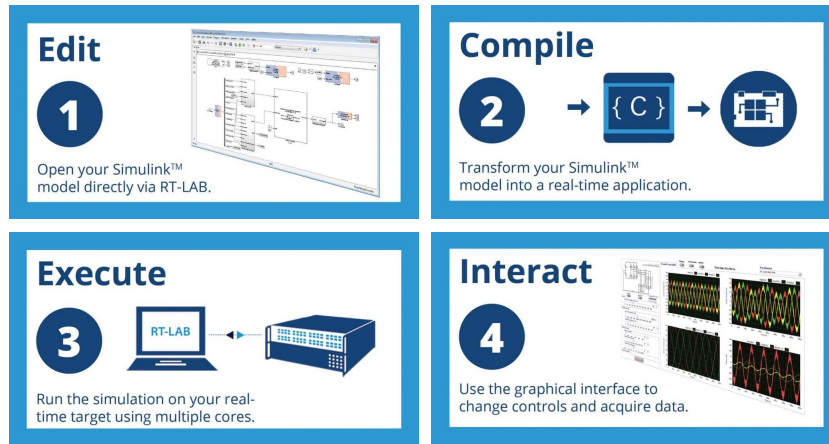 Edit
1
Open your Simulink™
model directly via RT-LAB.
Compile
2
{ C }
Transform your Simulink™
model into a real-time application.
Execute
3
RT-LAB
Run the simulation on your real-
time target using multiple cores.
Interact
4
Use the graphical interface to
change controls and acquire data.